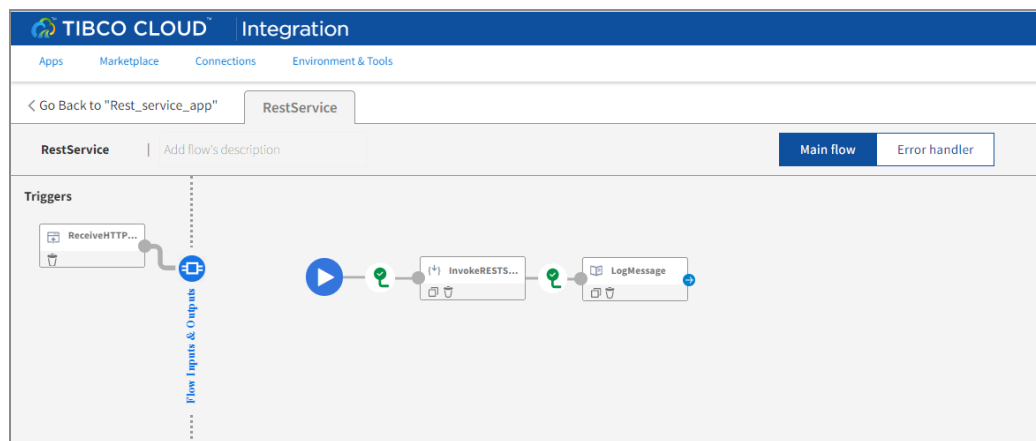 TIBCO CLOUD™ Integration
Apps Marketplace Connections Environment & Tools
Go Back to "Rest_service_app" RestService
RestService | Add flow's description Main flow Error handler
Triggers
ReceiveHTTP...
InvokeRESTS...
LogMessage
Flow Inputs & Outputs